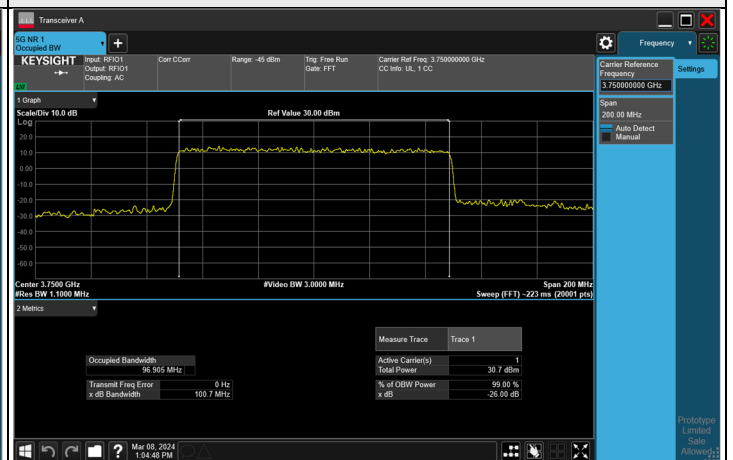 Transceiver A
5G NR 1
Occupied BW
Frequency
KEYSIGHT
LXI
Input: RFIO1
Output: RFIO1
Coupling: AC
Corr CCorr
Range: -45 dBm
Trig: Free Run
Gate: FFT
Carrier Ref Freq: 3.750000000 GHz
CC Info: UL, 1 CC
Carrier Reference
Frequency
3.750000000 GHz
Settings
Span
200.00 MHz
Auto Detect
Manual
1 Graph
Scale/Div 10.0 dB
Ref Value 30.00 dBm
Log
20.0
10.0
0.00
-10.0
-20.0
-30.0
-40.0
-50.0
-60.0
Center 3.7500 GHz
#Video BW 3.0000 MHz
Span 200 MHz
#Res BW 1.1000 MHz
Sweep (FFT) ~223 ms (20001 pts)
2 Metrics
Measure Trace
Trace 1
Occupied Bandwidth
96.905 MHz
Active Carrier(s)
1
Total Power
30.7 dBm
Transmit Freq Error
0 Hz
x dB Bandwidth
100.7 MHz
% of OBW Power
99.00 %
x dB
-26.00 dB
Prototype
Limited
Sale
Allowed
?
Mar 08, 2024
1:04:48 PM